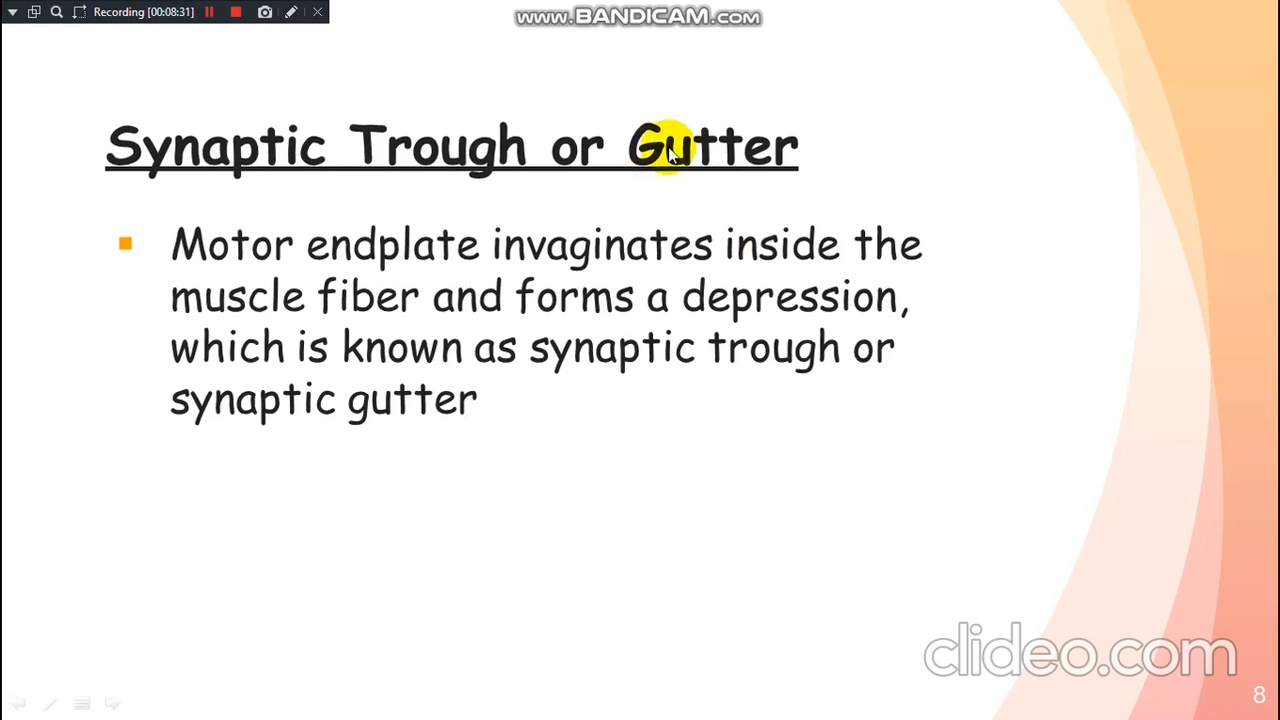 Recording [00:08:31]
www.BANDICAM.com
Synaptic Trough or Gutter
Motor endplate invaginates inside the
muscle fiber and forms a depression,
which is known as synaptic trough or
synaptic gutter
clideo.com
8